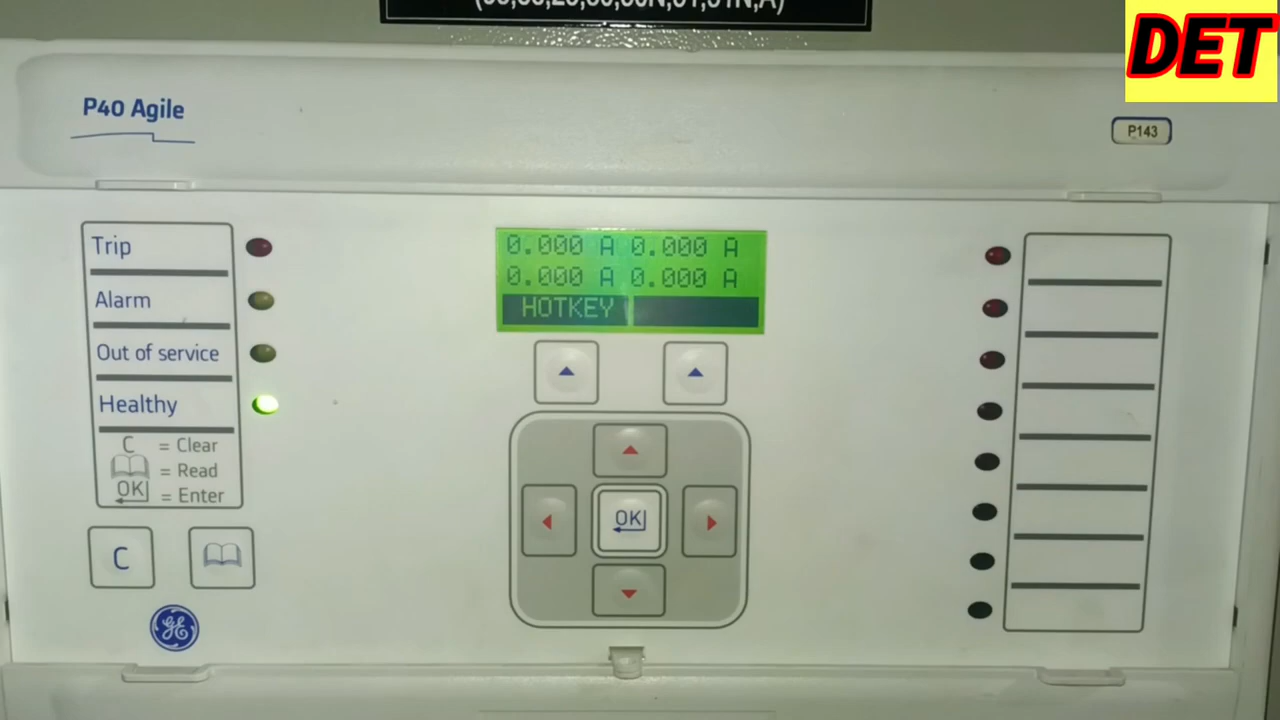 DET
P40 Agile
P143
Trip
Alarm
Out of service
Healthy
C = Clear
= Read
OK = Enter
0.000 A 0.000 A
0.000 A 0.000 A
HOTKEY
OK
C
GE